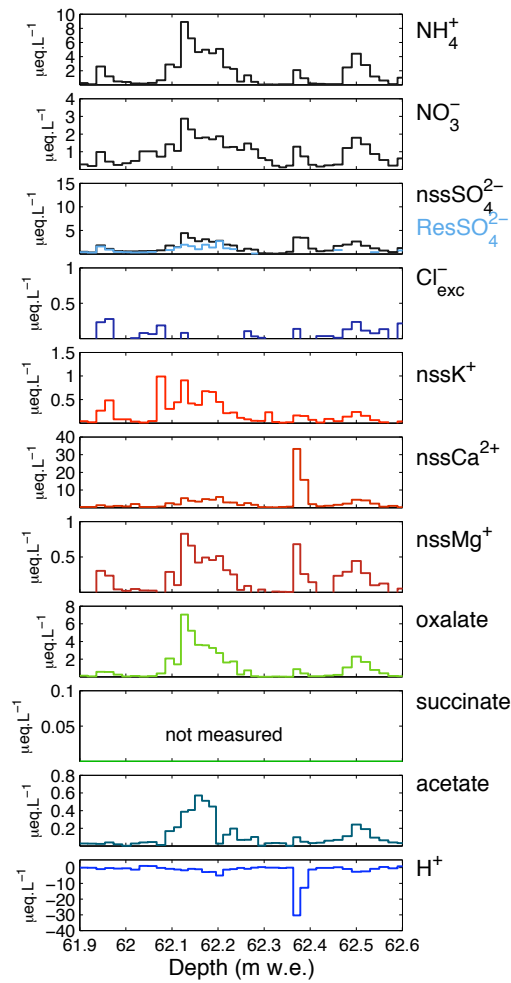 10
8
6
4
2
µeq.L⁻¹
NH₄⁺
4
3
2
1
µeq.L⁻¹
NO₃⁻
15
10
5
µeq.L⁻¹
nssSO₄²⁻
ResSO₄²⁻
1
0.5
µeq.L⁻¹
Cl⁻exc
1.5
1
0.5
µeq.L⁻¹
nssK⁺
40
30
20
10
µeq.L⁻¹
nssCa²⁺
1
0.5
µeq.L⁻¹
nssMg⁺
8
6
4
2
µeq.L⁻¹
oxalate
0.1
0.05
µeq.L⁻¹
succinate
not measured
0.8
0.6
0.4
0.2
µeq.L⁻¹
acetate
0
−10
−20
−30
−40
µeq.L⁻¹
H⁺
61.9 62 62.1 62.2 62.3 62.4 62.5 62.6
Depth (m w.e.)